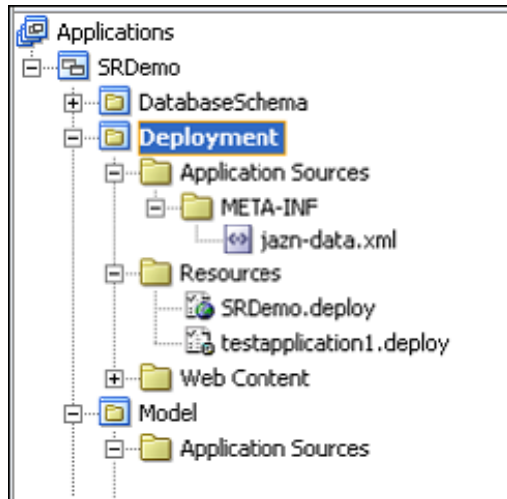 Applications
SRDemo
DatabaseSchema
Deployment
Application Sources
META-INF
jazn-data.xml
Resources
SRDemo.deploy
testapplication1.deploy
Web Content
Model
Application Sources